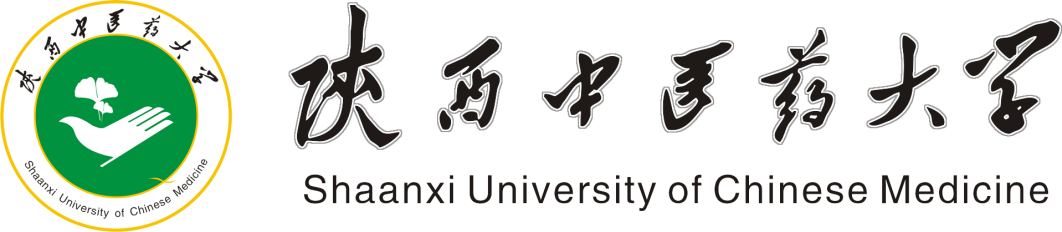 陕西中医药大学
Shaanxi University of Chinese Medicine
陕西中医药大学
Shaanxi University of Chinese Medicine